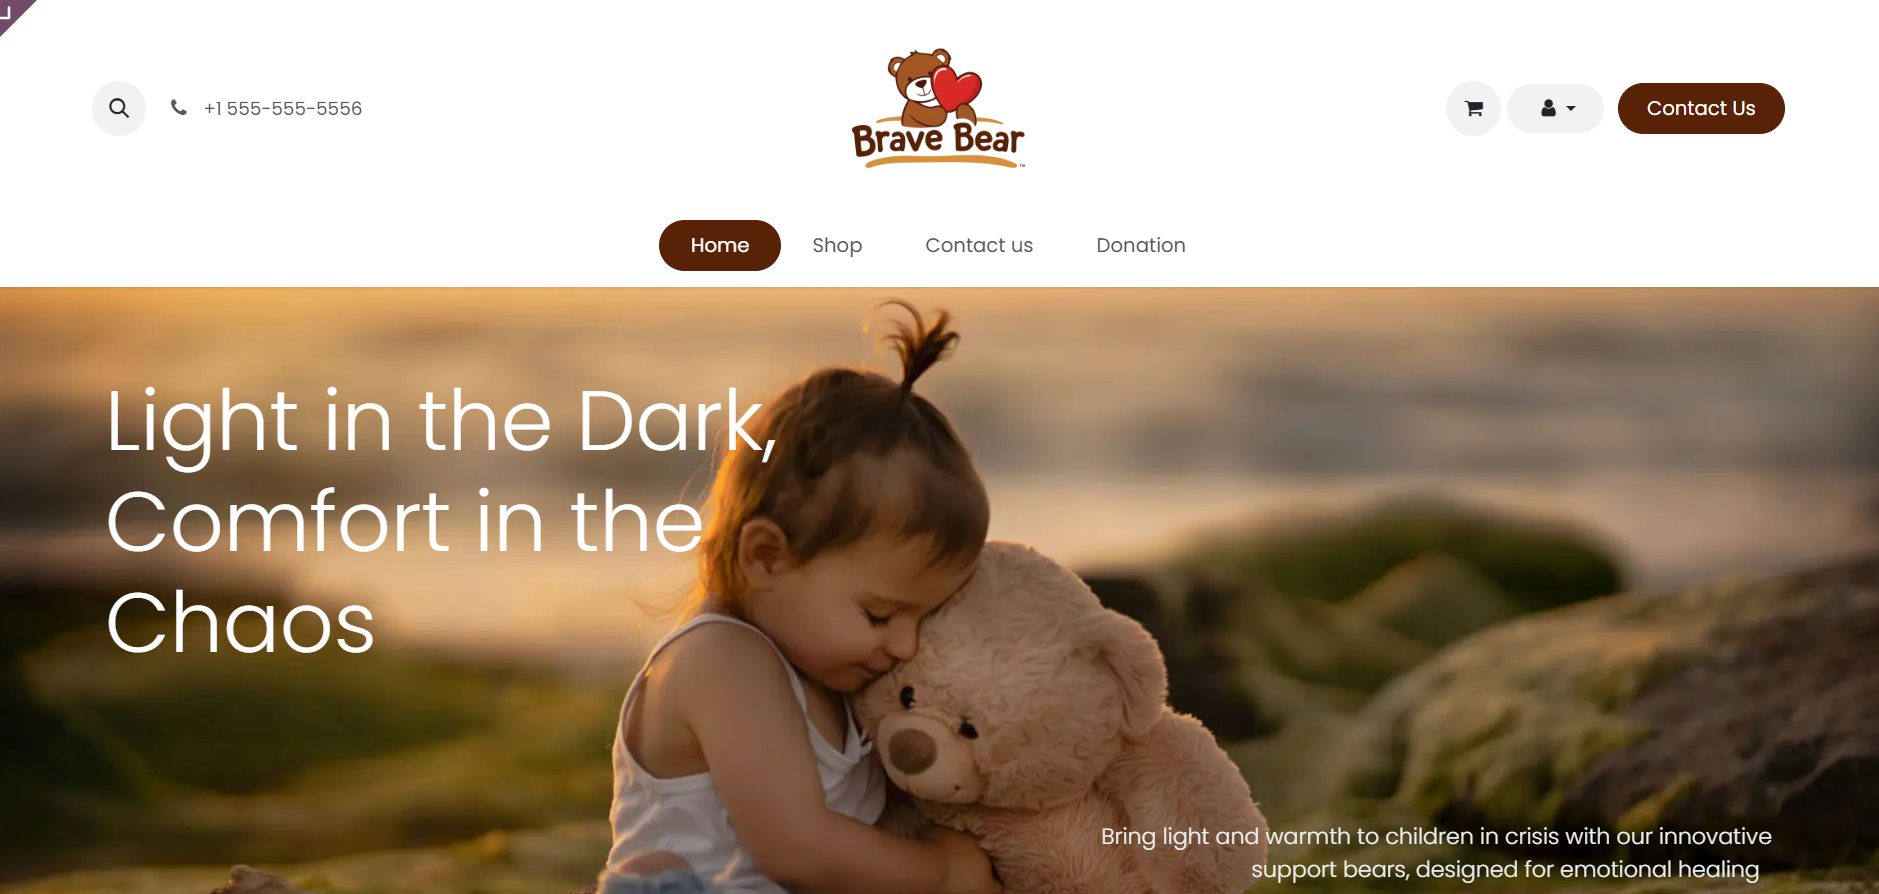 +1 555-555-5556
Brave Bear
™
Contact Us
Home
Shop
Contact us
Donation
Light in the Dark,
Comfort in the
Chaos
Bring light and warmth to children in crisis with our innovative
support bears, designed for emotional healing